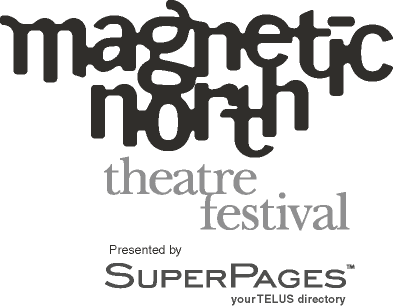 magnetic
north
theatre
festival
Presented by
SUPERPAGES™
yourTELUS directory